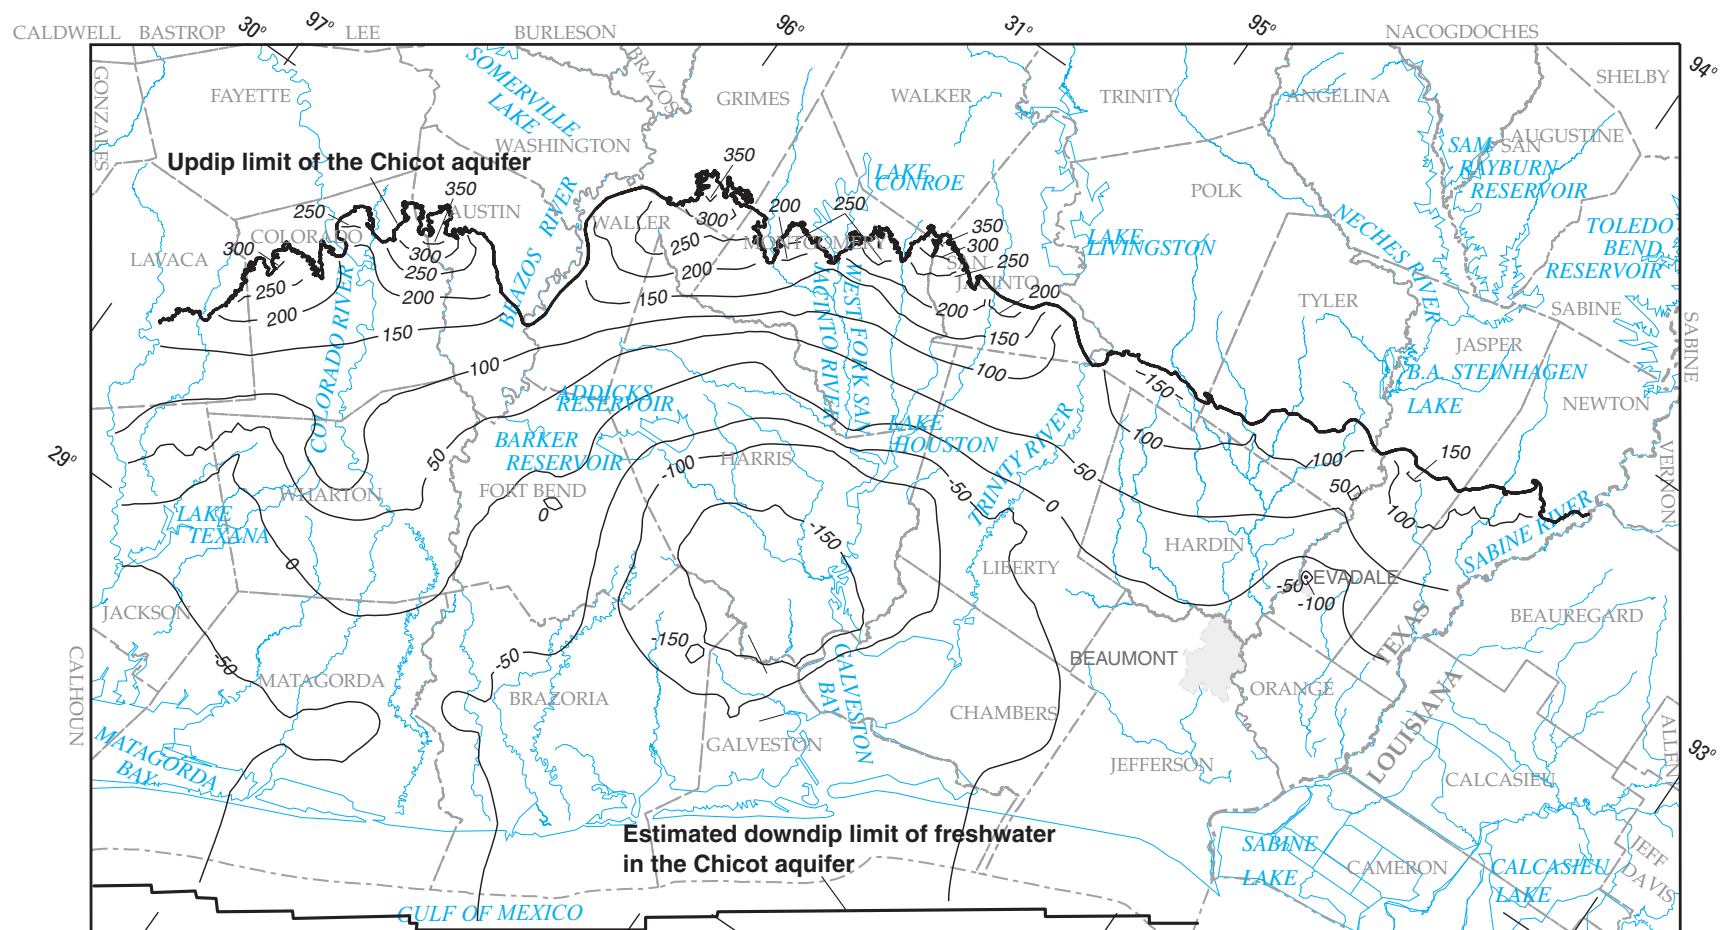 CALDWELL BASTROP 30° 97° LEE BURLESON 96° 31° 95° NACOGDOCHES
94°
GONZALES
FAYETTE
SOMERVILLE
LAKE
BRAZOS
GRIMES
WALKER
TRINITY
ANGELINA
SHELBY
WASHINGTON
SAN
AUGUSTINE
SAM
RAYBURN
RESERVOIR
Updip limit of the Chicot aquifer
350
350
LAKE
CONROE
POLK
250
AUSTIN
BRAZOS RIVER
WALLER
300
200
250
350
NECHES RIVER
TOLEDO
BEND
RESERVOIR
300
COLORADO
300
250
250
MONTGOMERY
300
250
LAKE
LIVINGSTON
LAVACA
250
200
200
150
200
SAN
JACINTO
200
200
TYLER
SABINE
SABINE
150
COLORADO RIVER
WEST FORK SAN
JACINTO RIVER
150
JASPER
100
100
-150-
B.A. STEINHAGEN
LAKE
NEWTON
ADDICKS
RESERVOIR
BARKER
RESERVOIR
LAKE
HOUSTON
TRINITY RIVER
100
VERNON
29°
50
-100
HARRIS
50
100
150
WHARTON
FORT BEND
0
-50
0
50
100
LAKE
TEXANA
-150
HARDIN
SABINE RIVER
0
LIBERTY
-50
EVADALE
-100
JACKSON
BEAUREGARD
CALHOUN
-50
-50
-150
GALVESTON
BAY
BEAUMONT
TEXAS
LOUISIANA
MATAGORDA
BRAZORIA
ORANGE
CHAMBERS
ALLEN
93°
MATAGORDA
BAY
GALVESTON
JEFFERSON
CALCASIEU
Estimated downdip limit of freshwater
in the Chicot aquifer
SABINE
LAKE
CAMERON
CALCASIEU
LAKE
JEFF
DAVIS
GULF OF MEXICO